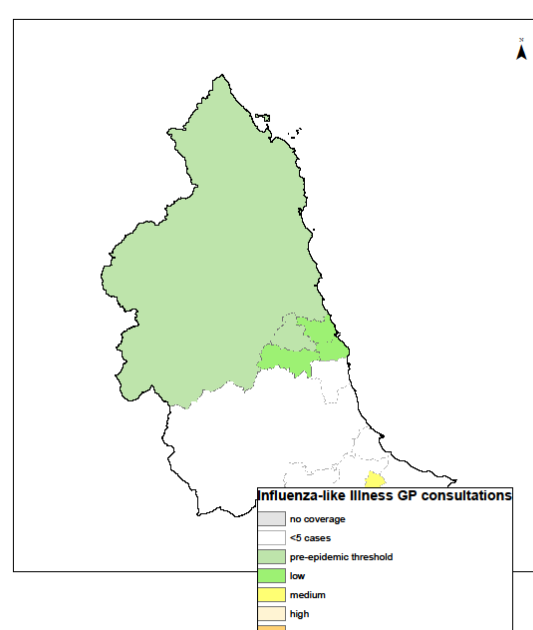 N
Influenza-like Illness GP consultations
no coverage
<5 cases
pre-epidemic threshold
low
medium
high